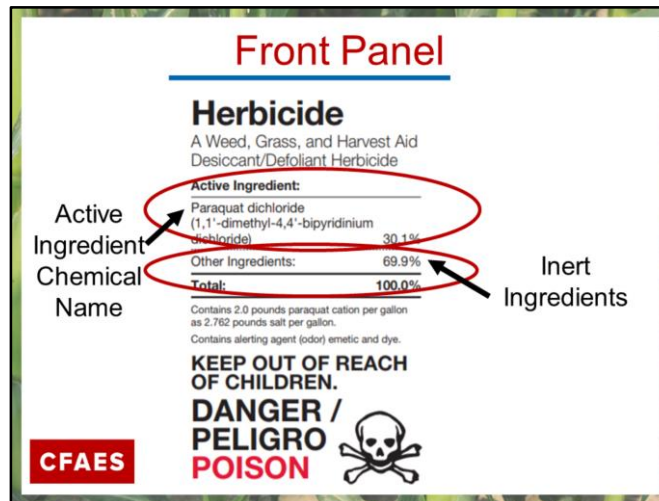 Front Panel
Herbicide
A Weed, Grass, and Harvest Aid
Desiccant/Defoliant Herbicide
Active Ingredient:
Paraquat dichloride
(1,1'-dimethyl-4,4'-bipyridinium
dichloride) 30.1%
Other Ingredients: 69.9%
Total: 100.0%
Contains 2.0 pounds paraquat cation per gallon
as 2.762 pounds salt per gallon.
Contains alerting agent (odor) emetic and dye.
KEEP OUT OF REACH
OF CHILDREN.
DANGER /
PELIGRO
POISON
Active
Ingredient
Chemical
Name
Inert
Ingredients
CFAES